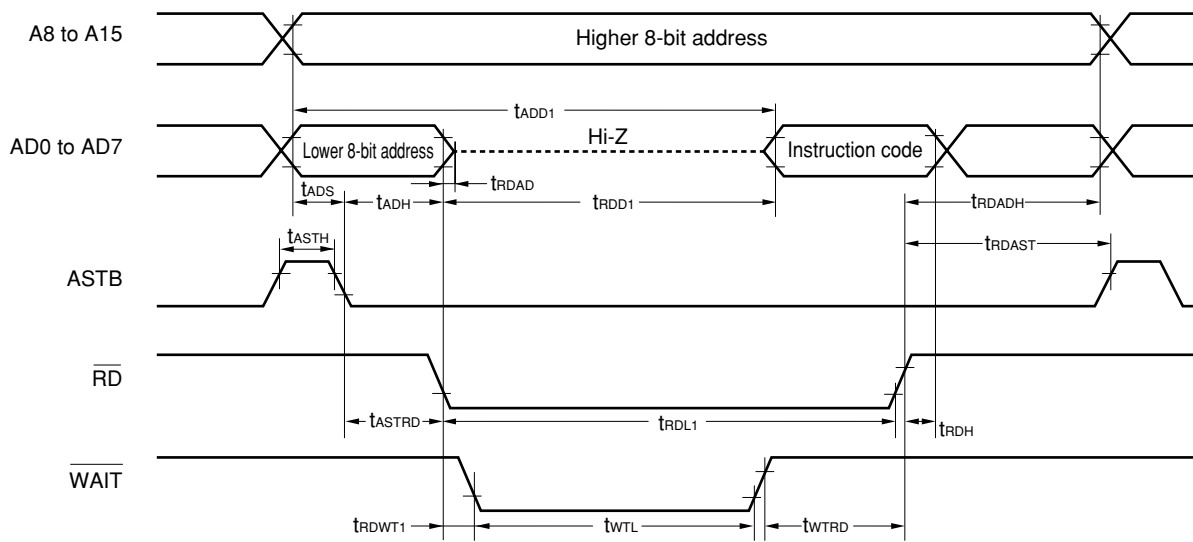 A8 to A15
Higher 8-bit address
tADD1
AD0 to AD7
Lower 8-bit address
Hi-Z
Instruction code
tRDAD
tADS
tADH
tRDD1
tRDADH
tASTH
tRDAST
ASTB
RD
tASTRD
tRDL1
tRDH
WAIT
tRDWT1
tWTL
tWTRD